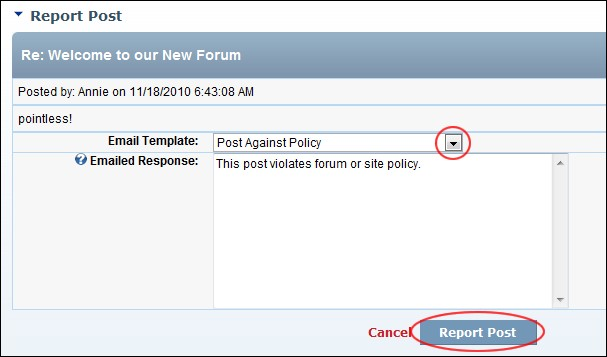 Report Post
Re: Welcome to our New Forum
Posted by: Annie on 11/18/2010 6:43:08 AM
pointless!
Email Template: Post Against Policy
Emailed Response: This post violates forum or site policy.
Cancel Report Post